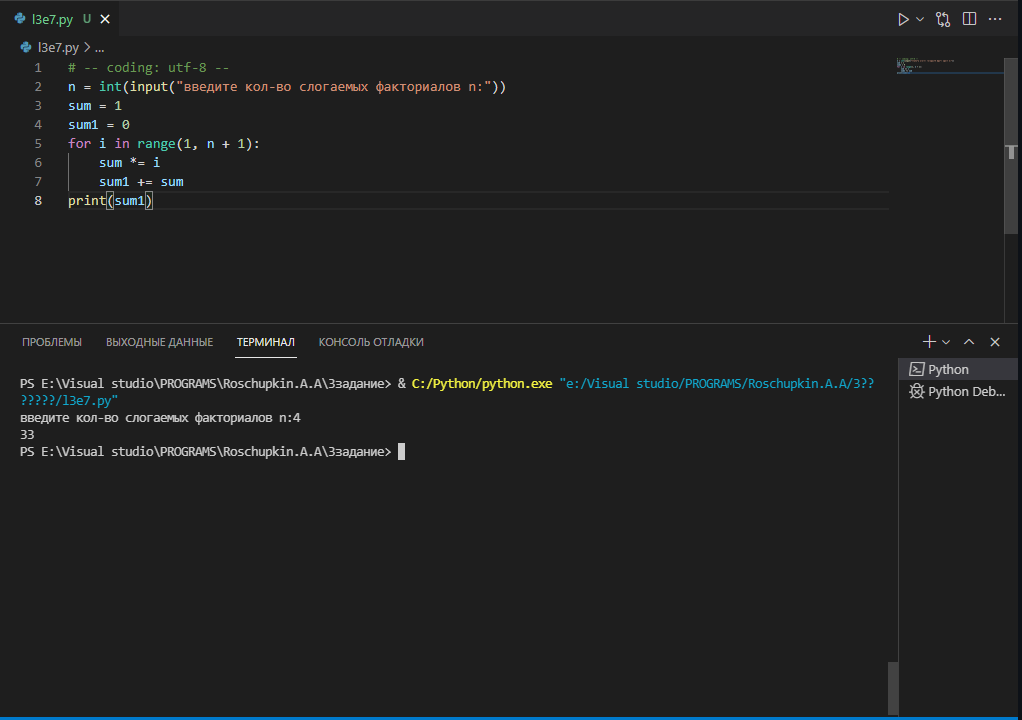 l3e7.py U
l3e7.py > ...
1 # -- coding: utf-8 --
2 n = int(input("введите кол-во слогаемых факториалов n:"))
3 sum = 1
4 sum1 = 0
5 for i in range(1, n + 1):
6     sum *= i
7     sum1 += sum
8 print(sum1)
ПРОБЛЕМЫ ВЫХОДНЫЕ ДАННЫЕ ТЕРМИНАЛ КОНСОЛЬ ОТЛАДКИ
PS E:\Visual studio\PROGRAMS\Roschupkin.A.A\3задание> & C:/Python/python.exe "e:/Visual studio/PROGRAMS/Roschupkin.A.A/3??
?????/l3e7.py"
введите кол-во слогаемых факториалов n:4
33
PS E:\Visual studio\PROGRAMS\Roschupkin.A.A\3задание>
Python
Python Deb...